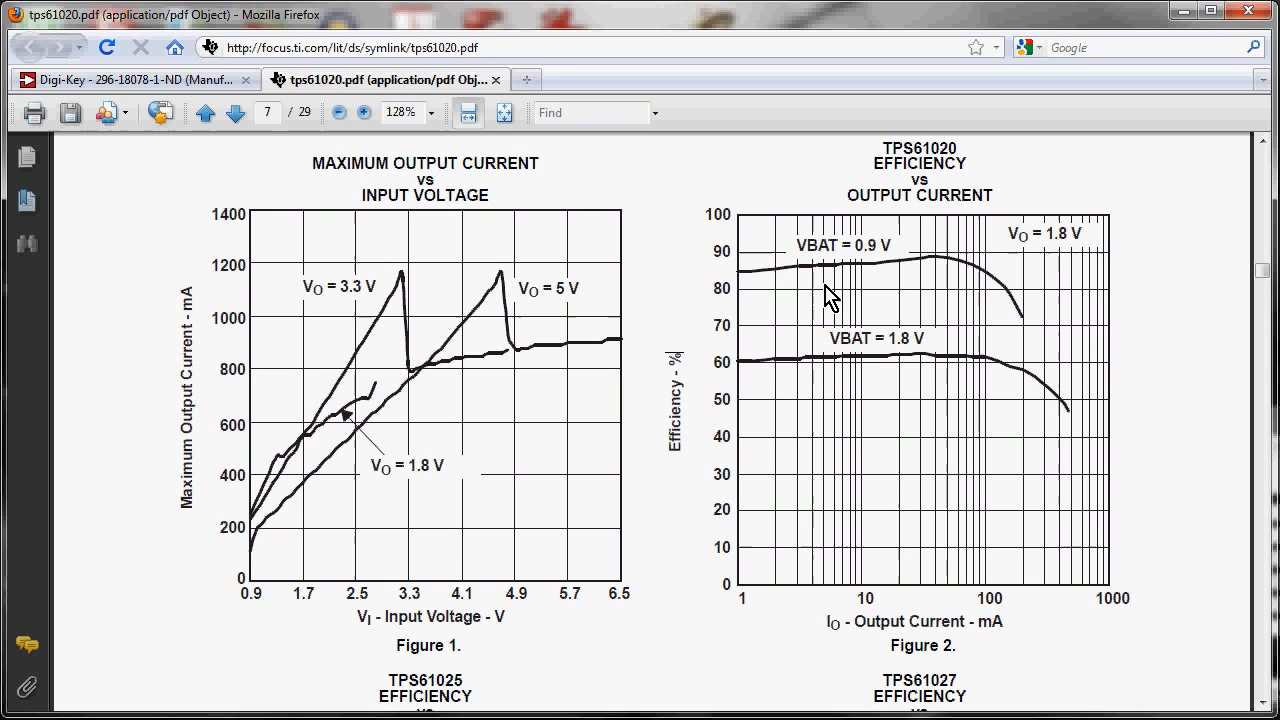 tps61020.pdf (application/pdf Object) - Mozilla Firefox
http://focus.ti.com/lit/ds/symlink/tps61020.pdf
Google
Digi-Key - 296-18078-1-ND (Manuf...
tps61020.pdf (application/pdf Obj...
7 / 29
128%
Find
MAXIMUM OUTPUT CURRENT
vs
INPUT VOLTAGE
1400
1200
1000
800
600
400
200
0
Maximum Output Current - mA
VO = 3.3 V
VO = 5 V
VO = 1.8 V
0.9 1.7 2.5 3.3 4.1 4.9 5.7 6.5
VI - Input Voltage - V
Figure 1.
TPS61020
EFFICIENCY
vs
OUTPUT CURRENT
100
90
80
70
60
50
40
30
20
10
0
Efficiency - %
VBAT = 0.9 V
VO = 1.8 V
VBAT = 1.8 V
1 10 100 1000
IO - Output Current - mA
Figure 2.
TPS61025
EFFICIENCY
TPS61027
EFFICIENCY